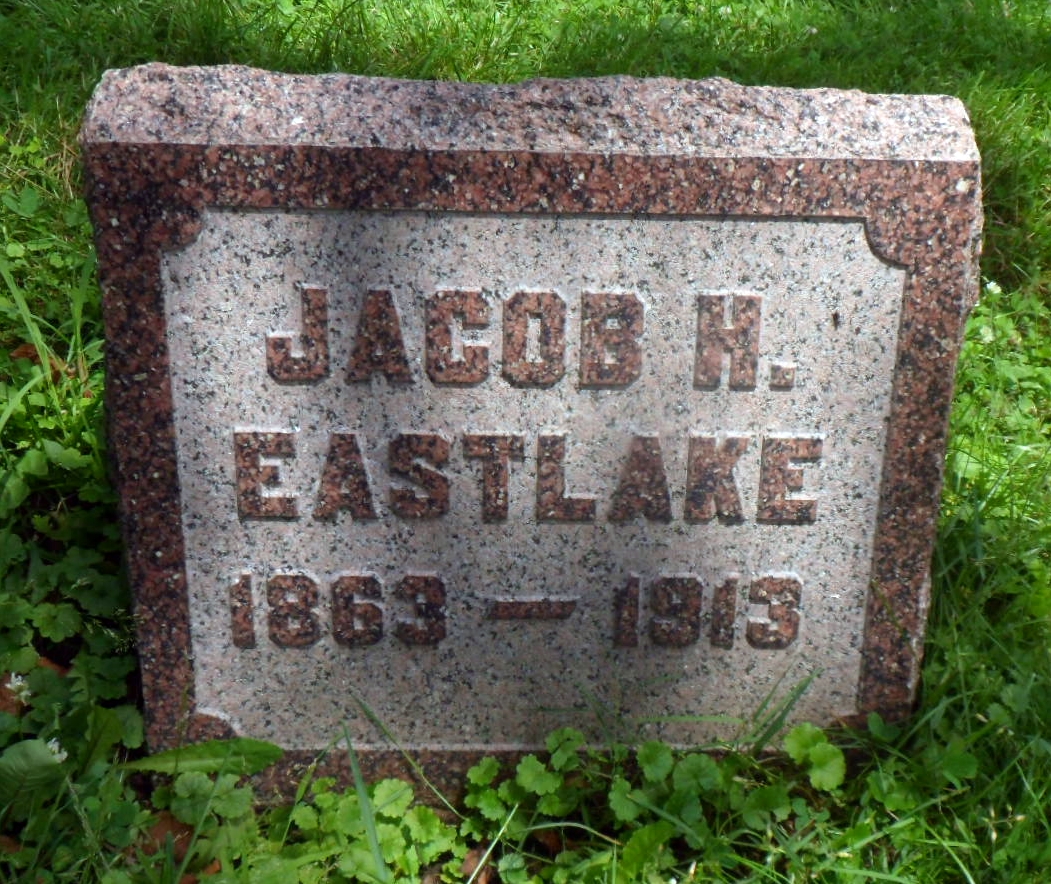 JACOB H.
EASTLAKE
1863 — 1913